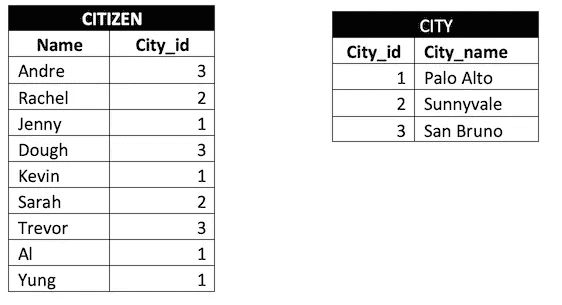 CITIZEN
Name City_id
Andre 3
Rachel 2
Jenny 1
Dough 3
Kevin 1
Sarah 2
Trevor 3
Al 1
Yung 1
CITY
City_id City_name
1 Palo Alto
2 Sunnyvale
3 San Bruno